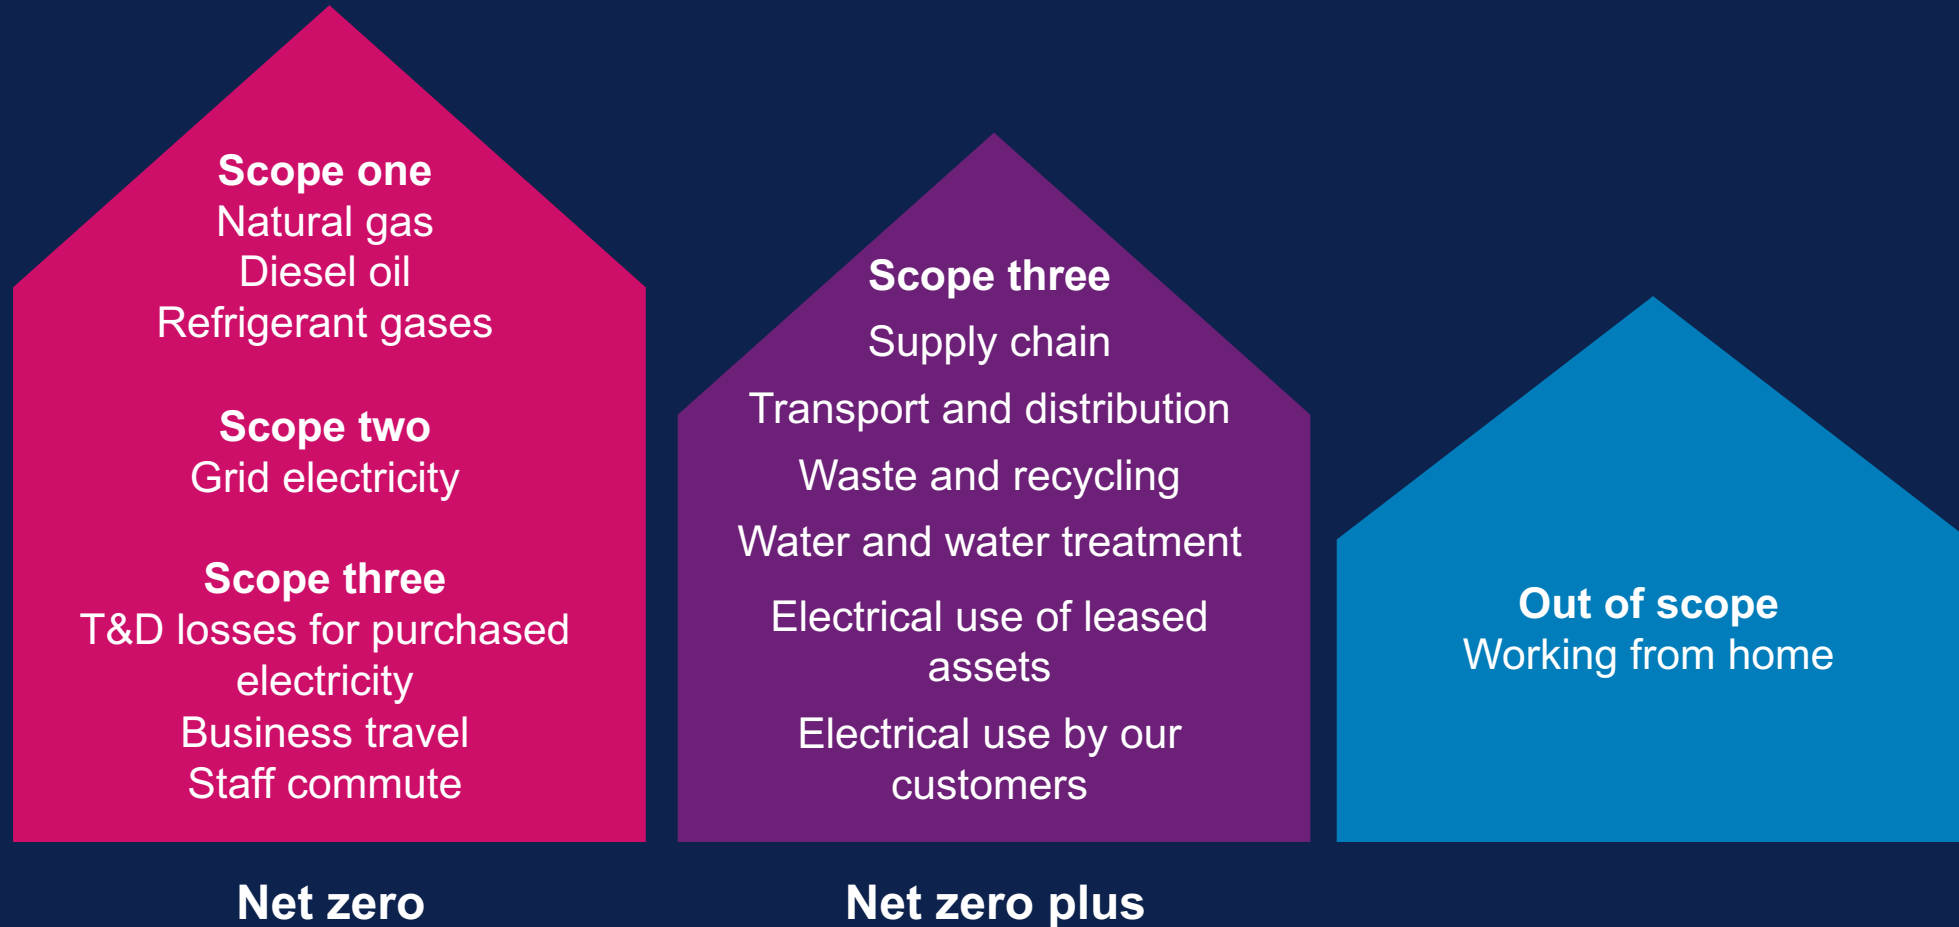 Scope one
Natural gas
Diesel oil
Refrigerant gases
Scope two
Grid electricity
Scope three
T&D losses for purchased
electricity
Business travel
Staff commute
Net zero
Scope three
Supply chain
Transport and distribution
Waste and recycling
Water and water treatment
Electrical use of leased
assets
Electrical use by our
customers
Net zero plus
Out of scope
Working from home